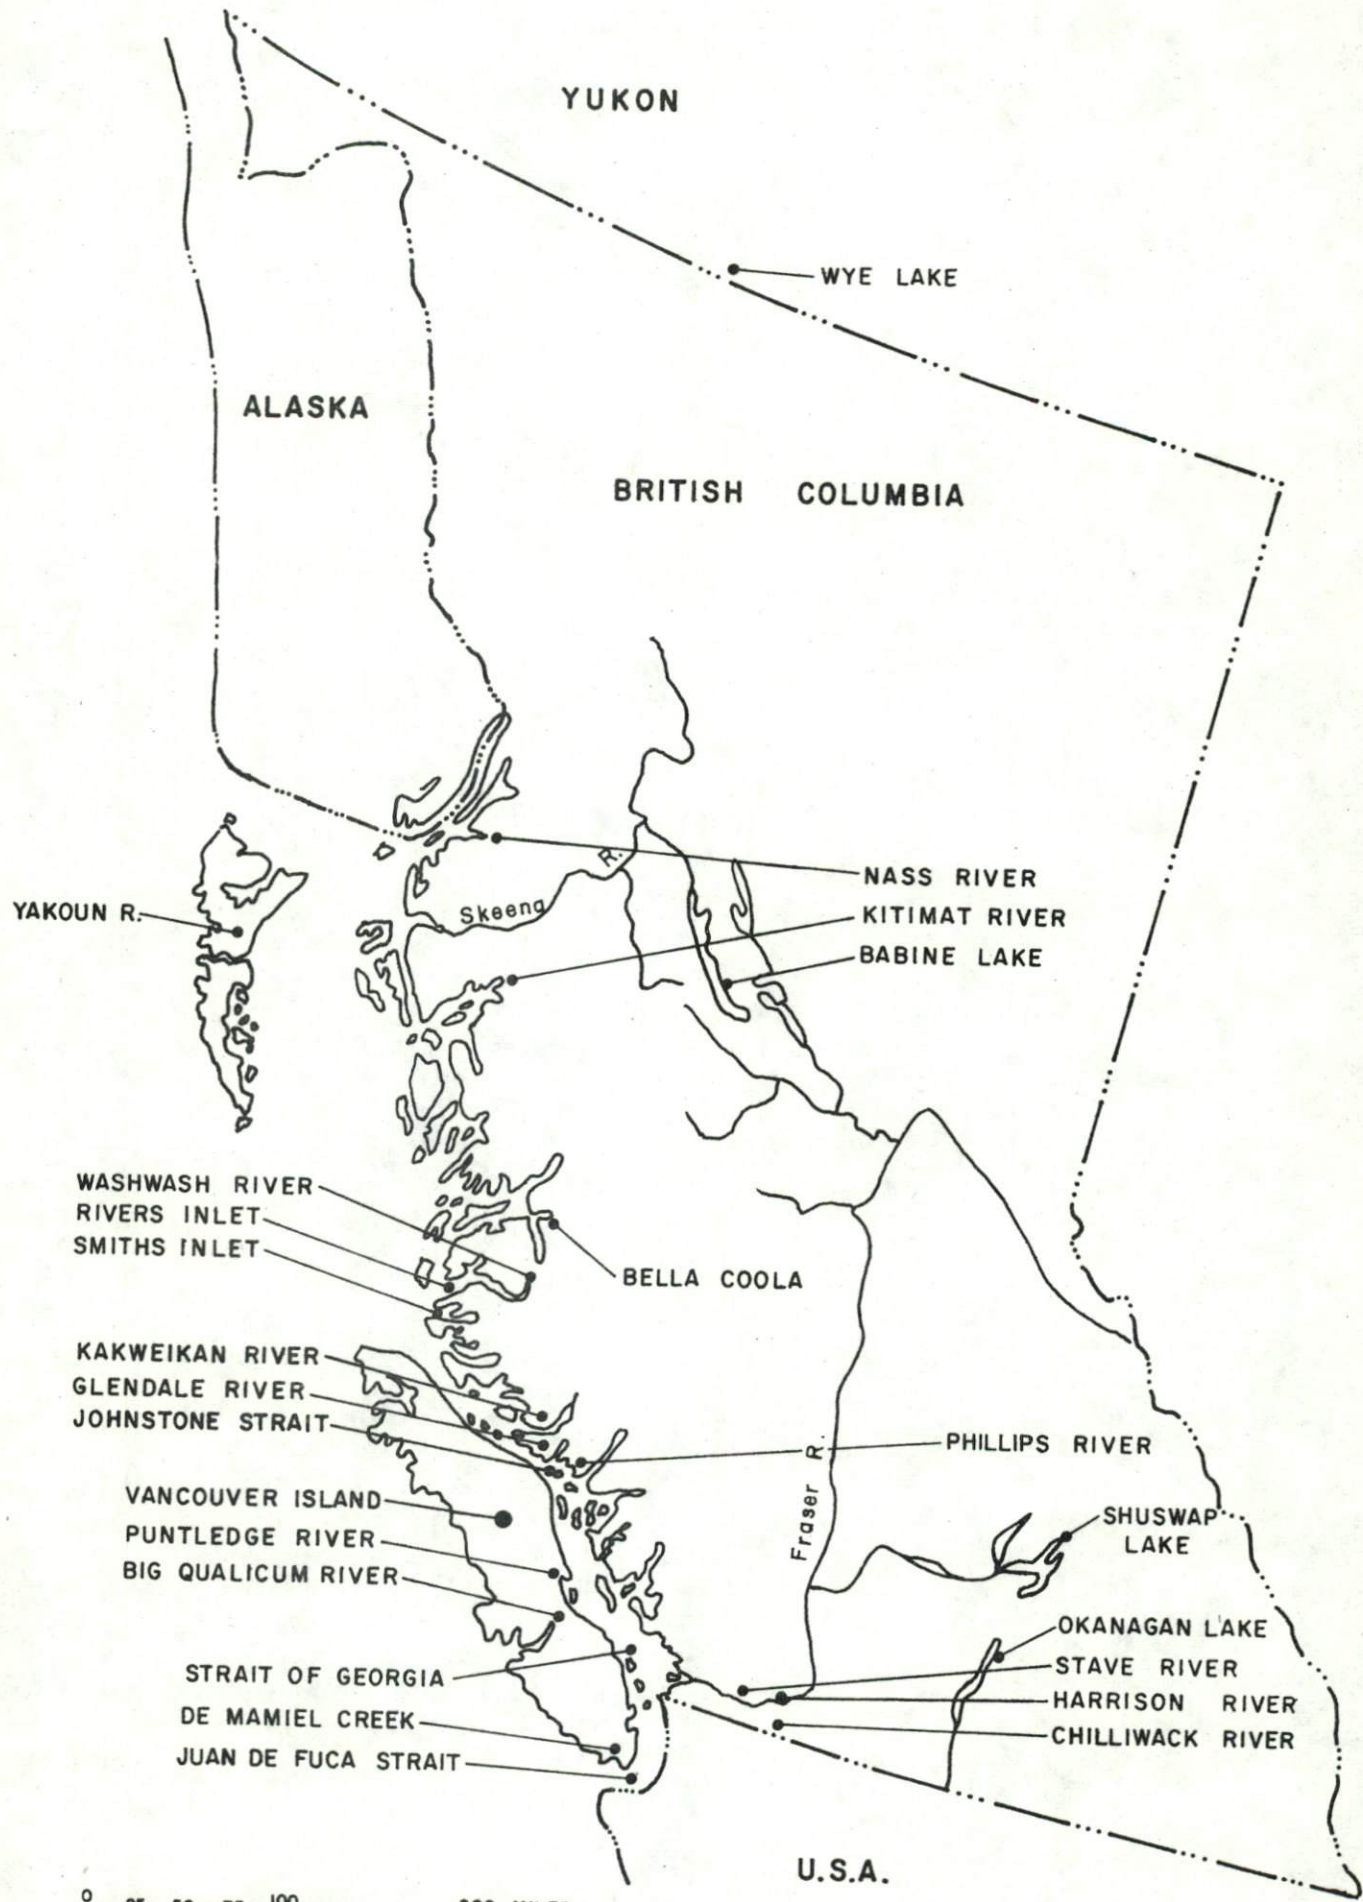 YUKON
WYE LAKE
ALASKA
BRITISH COLUMBIA
NASS RIVER
KITIMAT RIVER
BABINE LAKE
Skeena R.
YAKOUN R.
WASHWASH RIVER
RIVERS INLET
SMITHS INLET
BELLA COOLA
KAKWEIKAN RIVER
GLENDALE RIVER
JOHNSTONE STRAIT
PHILLIPS RIVER
Fraser R.
VANCOUVER ISLAND
PUNTLEDGE RIVER
BIG QUALICUM RIVER
SHUSWAP
LAKE
OKANAGAN LAKE
STRAIT OF GEORGIA
STAVE RIVER
HARRISON RIVER
DE MAMIEL CREEK
CHILLIWACK RIVER
JUAN DE FUCA STRAIT
U.S.A.
0 100